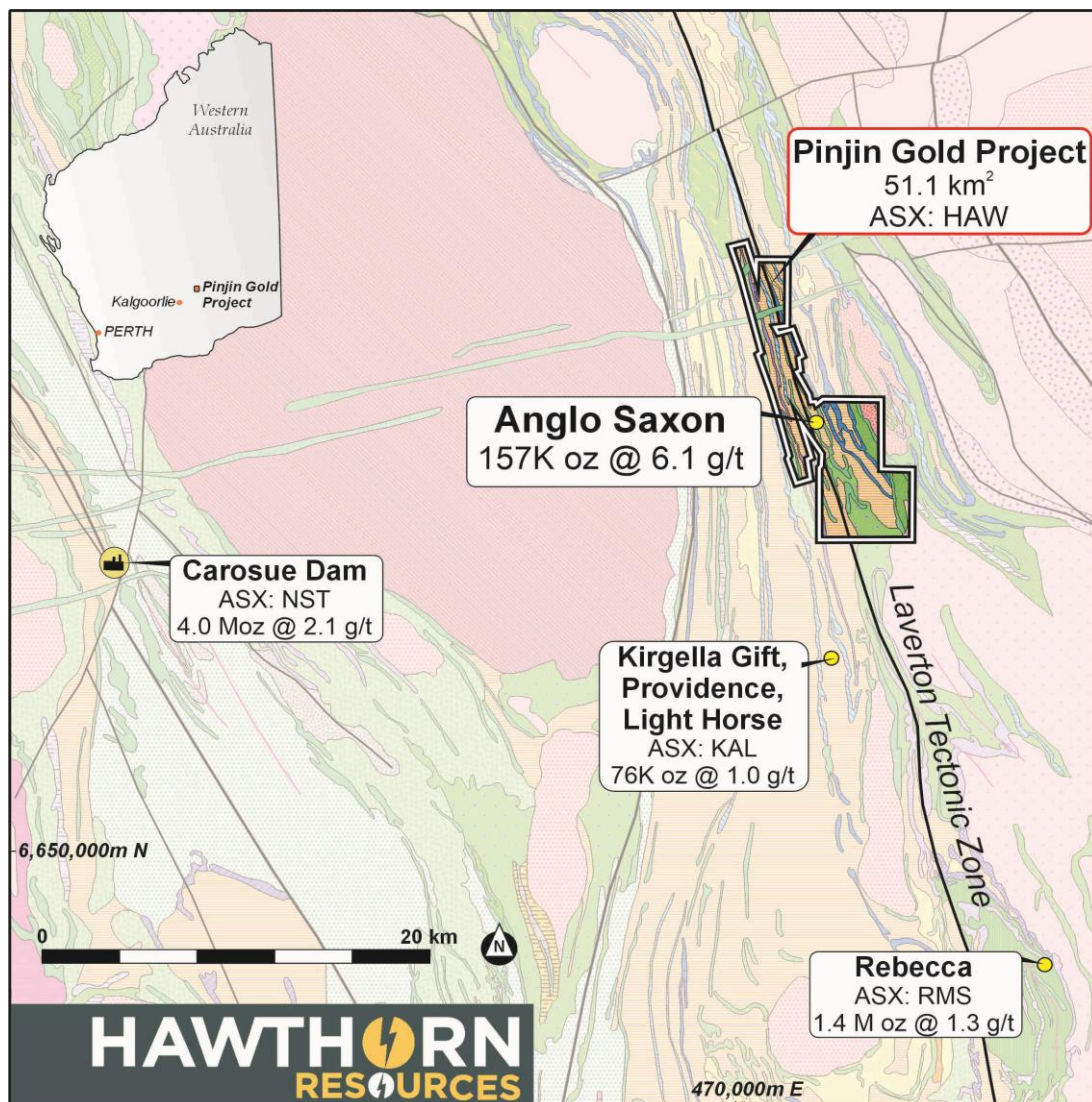 Western
Australia
Kalgoorlie
Pinjin Gold
Project
PERTH
Pinjin Gold Project
51.1 km²
ASX: HAW
Anglo Saxon
157K oz @ 6.1 g/t
Carosue Dam
ASX: NST
4.0 Moz @ 2.1 g/t
Kirgella Gift,
Providence,
Light Horse
ASX: KAL
76K oz @ 1.0 g/t
Laverton Tectonic Zone
6,650,000m N
0 20 km
N
Rebecca
ASX: RMS
1.4 M oz @ 1.3 g/t
HAWTHORN
RESOURCES
470,000m E